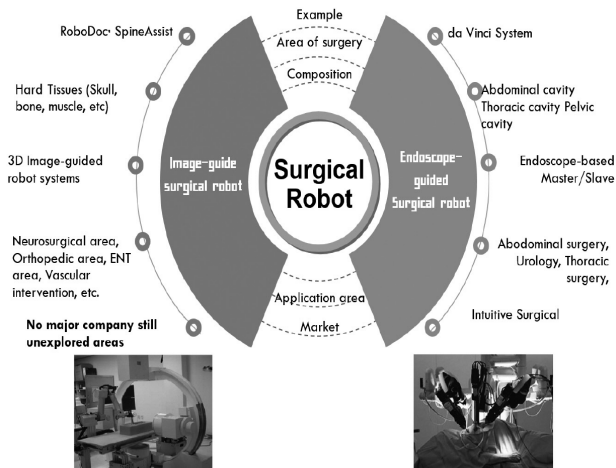 Example
RoboDoc· SpineAssist
da Vinci System
Area of surgery
Composition
Hard Tissues (Skull,
bone, muscle, etc)
Abdominal cavity
Thoracic cavity Pelvic
cavity
3D Image-guided
robot systems
Image-guide
surgical robot
Surgical
Robot
Endoscope-
guided
Surgical robot
Endoscope-based
Master/Slave
Neurosurgical area,
Orthopedic area, ENT
area, Vascular
intervention, etc.
Abodominal surgery,
Urology, Thoracic
surgery,
Application area
Market
No major company still
unexplored areas
Intuitive Surgical